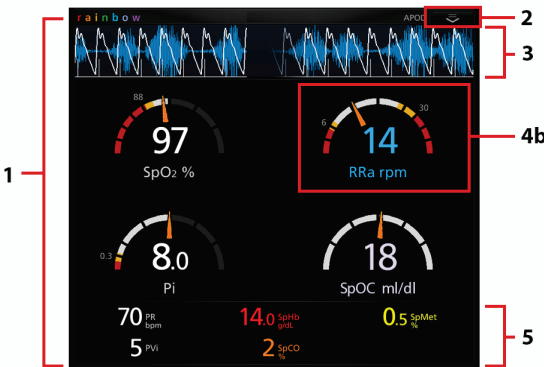 rainbow
APOD
2
3
88
97
SpO2 %
6
30
14
RRa rpm
4b
1
0.3
8.0
Pi
18
SpOC ml/dl
70 PR bpm
14.0 SpHb g/dL
0.5 SpMet %
5 PVi
2 SpCO %
5